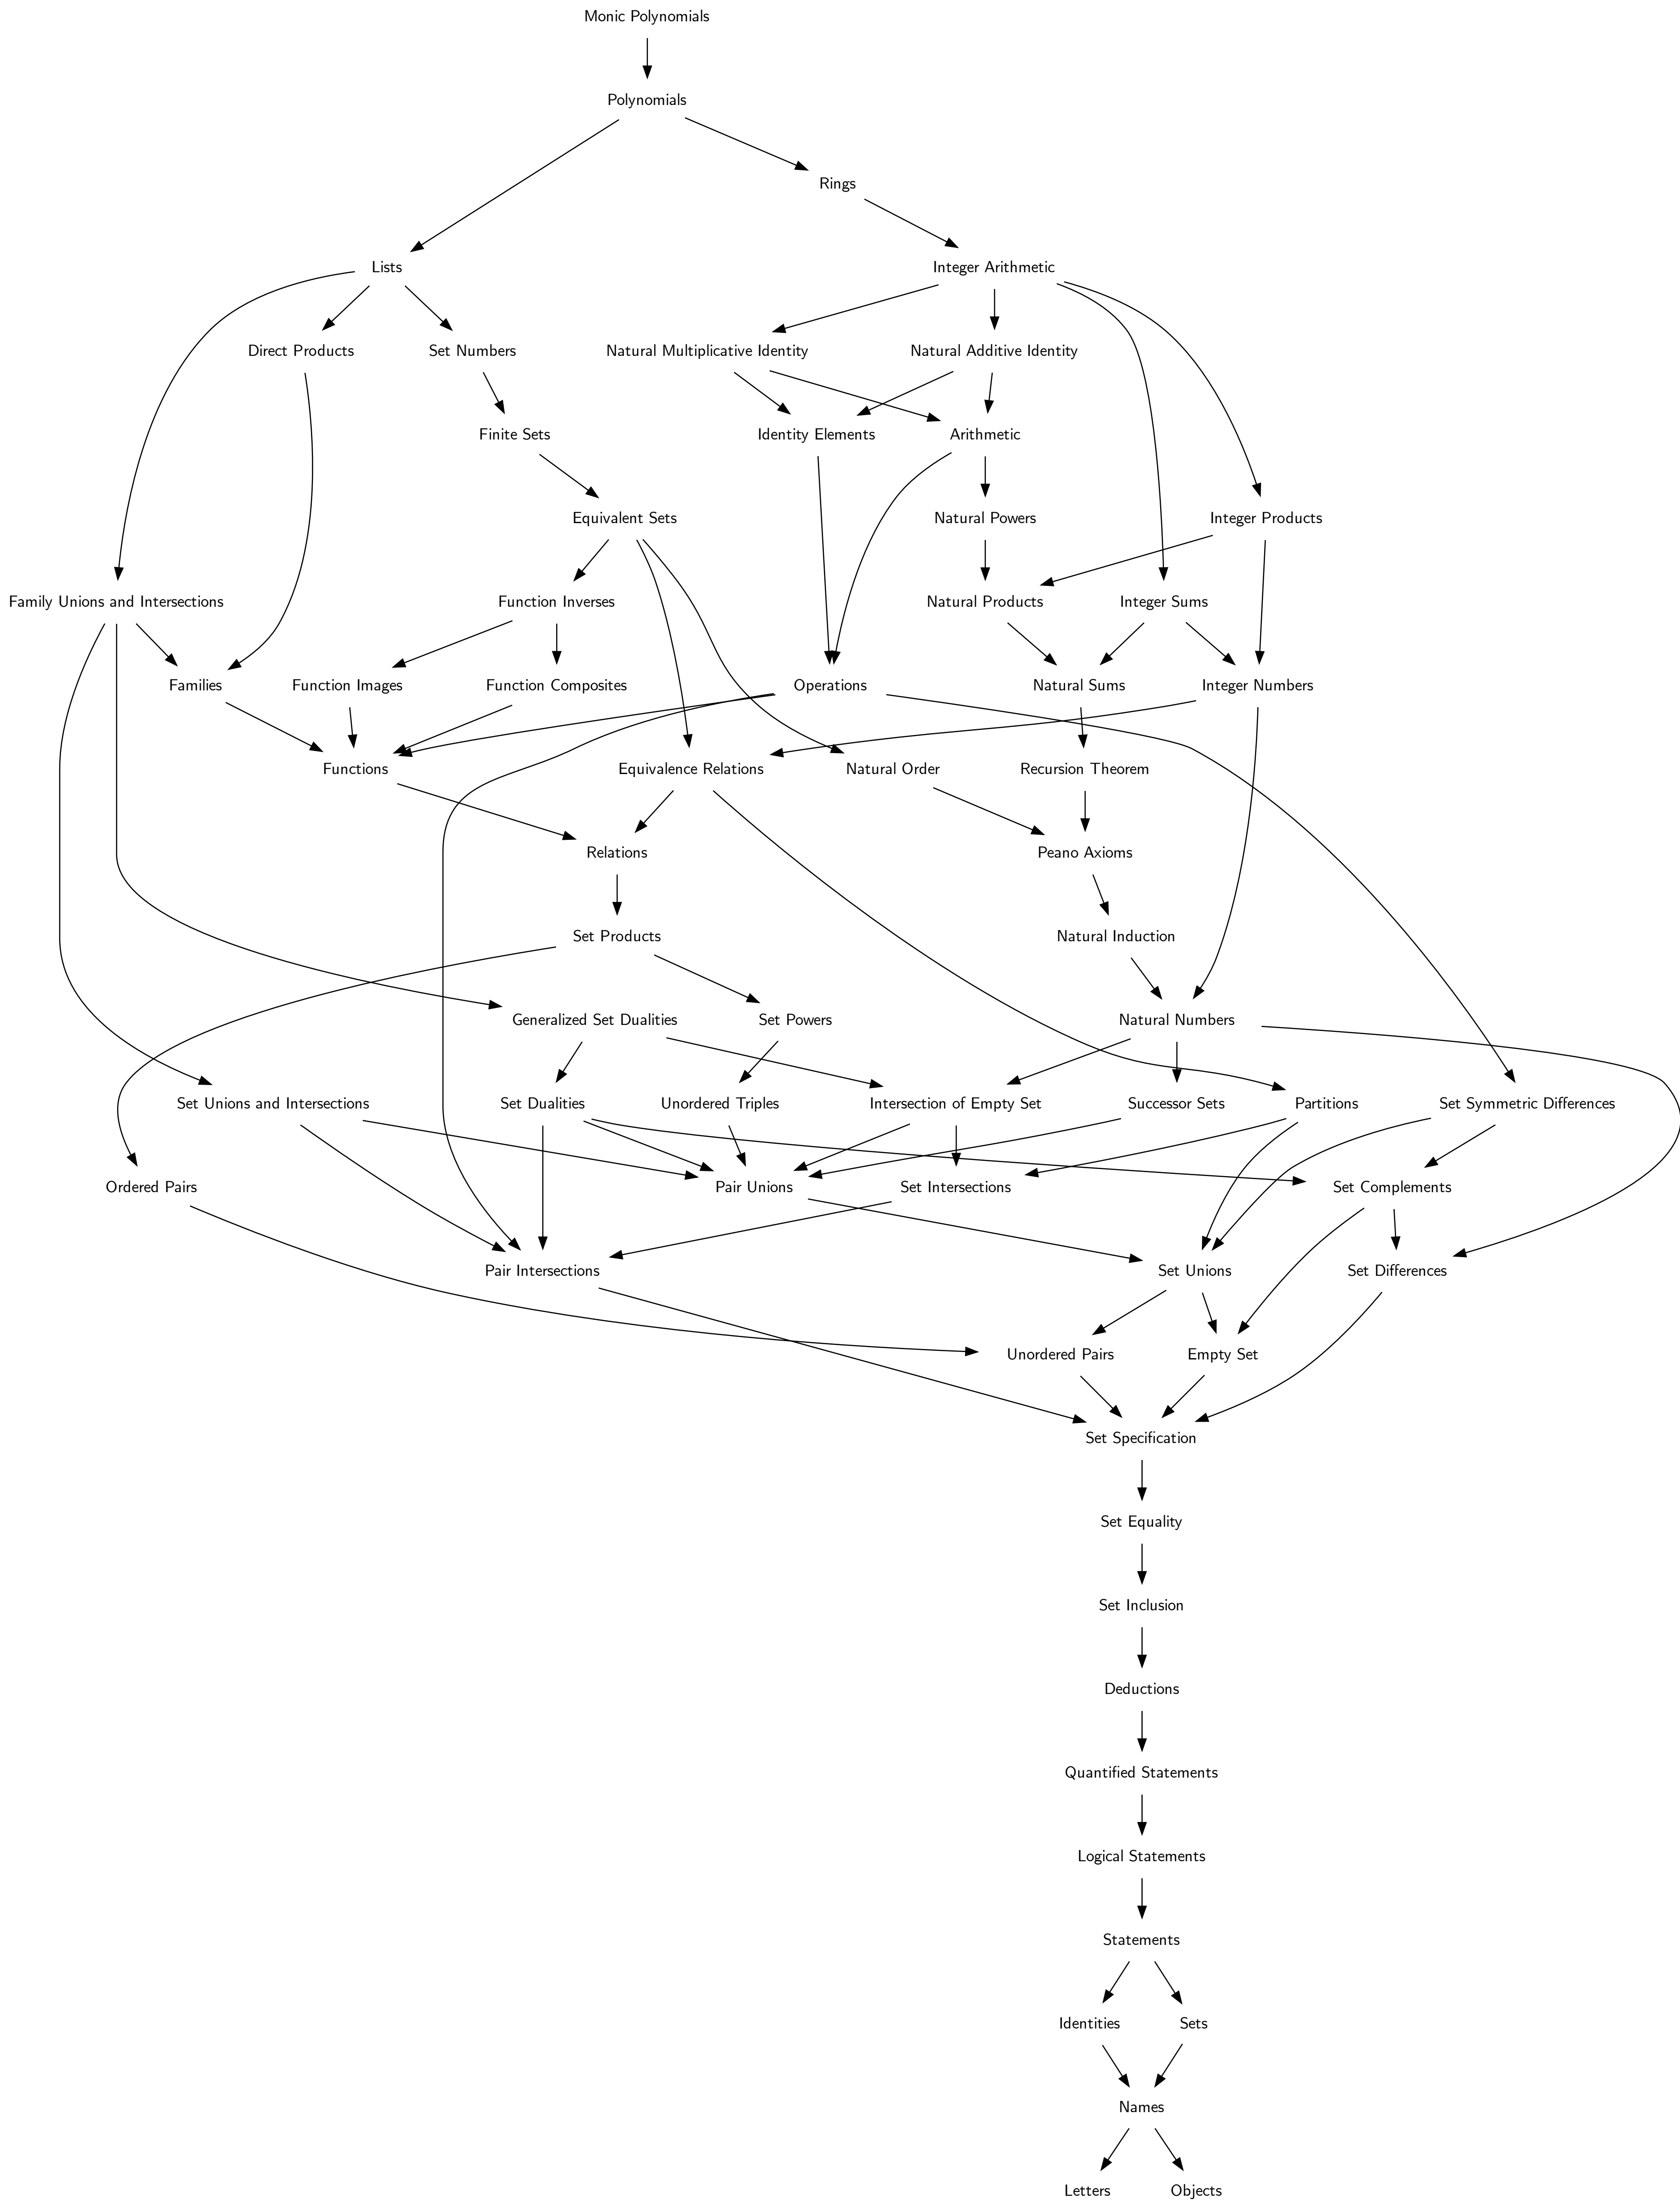 Monic Polynomials
Polynomials
Rings
Lists
Integer Arithmetic
Direct Products
Set Numbers
Natural Multiplicative Identity
Natural Additive Identity
Finite Sets
Identity Elements
Arithmetic
Equivalent Sets
Natural Powers
Integer Products
Family Unions and Intersections
Function Inverses
Natural Products
Integer Sums
Families
Function Images
Function Composites
Operations
Natural Sums
Integer Numbers
Functions
Equivalence Relations
Natural Order
Recursion Theorem
Relations
Peano Axioms
Set Products
Natural Induction
Generalized Set Dualities
Set Powers
Natural Numbers
Set Unions and Intersections
Set Dualities
Unordered Triples
Intersection of Empty Set
Successor Sets
Partitions
Set Symmetric Differences
Ordered Pairs
Pair Unions
Set Intersections
Set Complements
Pair Intersections
Set Unions
Set Differences
Unordered Pairs
Empty Set
Set Specification
Set Equality
Set Inclusion
Deductions
Quantified Statements
Logical Statements
Statements
Identities
Sets
Names
Letters
Objects